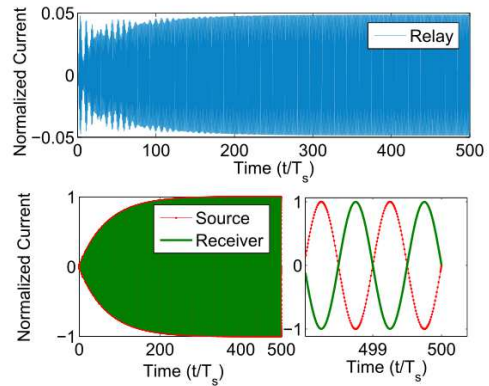 0.05
0
−0.05
Normalized Current
Relay
0 100 200 300 400 500
Time (t/T_s)
1
0
−1
Normalized Current
Source
Receiver
0 200 400 500
Time (t/T_s)
1
0
−1
499 500
Time (t/T_s)